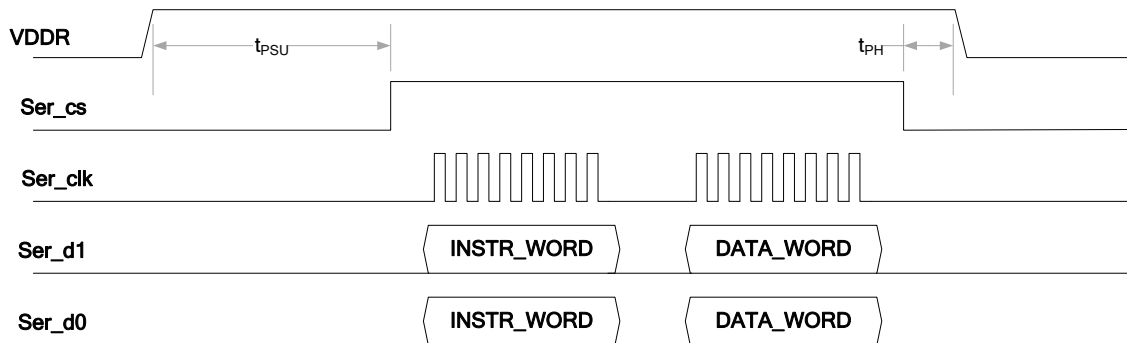 VDDR
tPSU
tPH
Ser_cs
Ser_clk
Ser_d1
INSTR_WORD
DATA_WORD
Ser_d0
INSTR_WORD
DATA_WORD